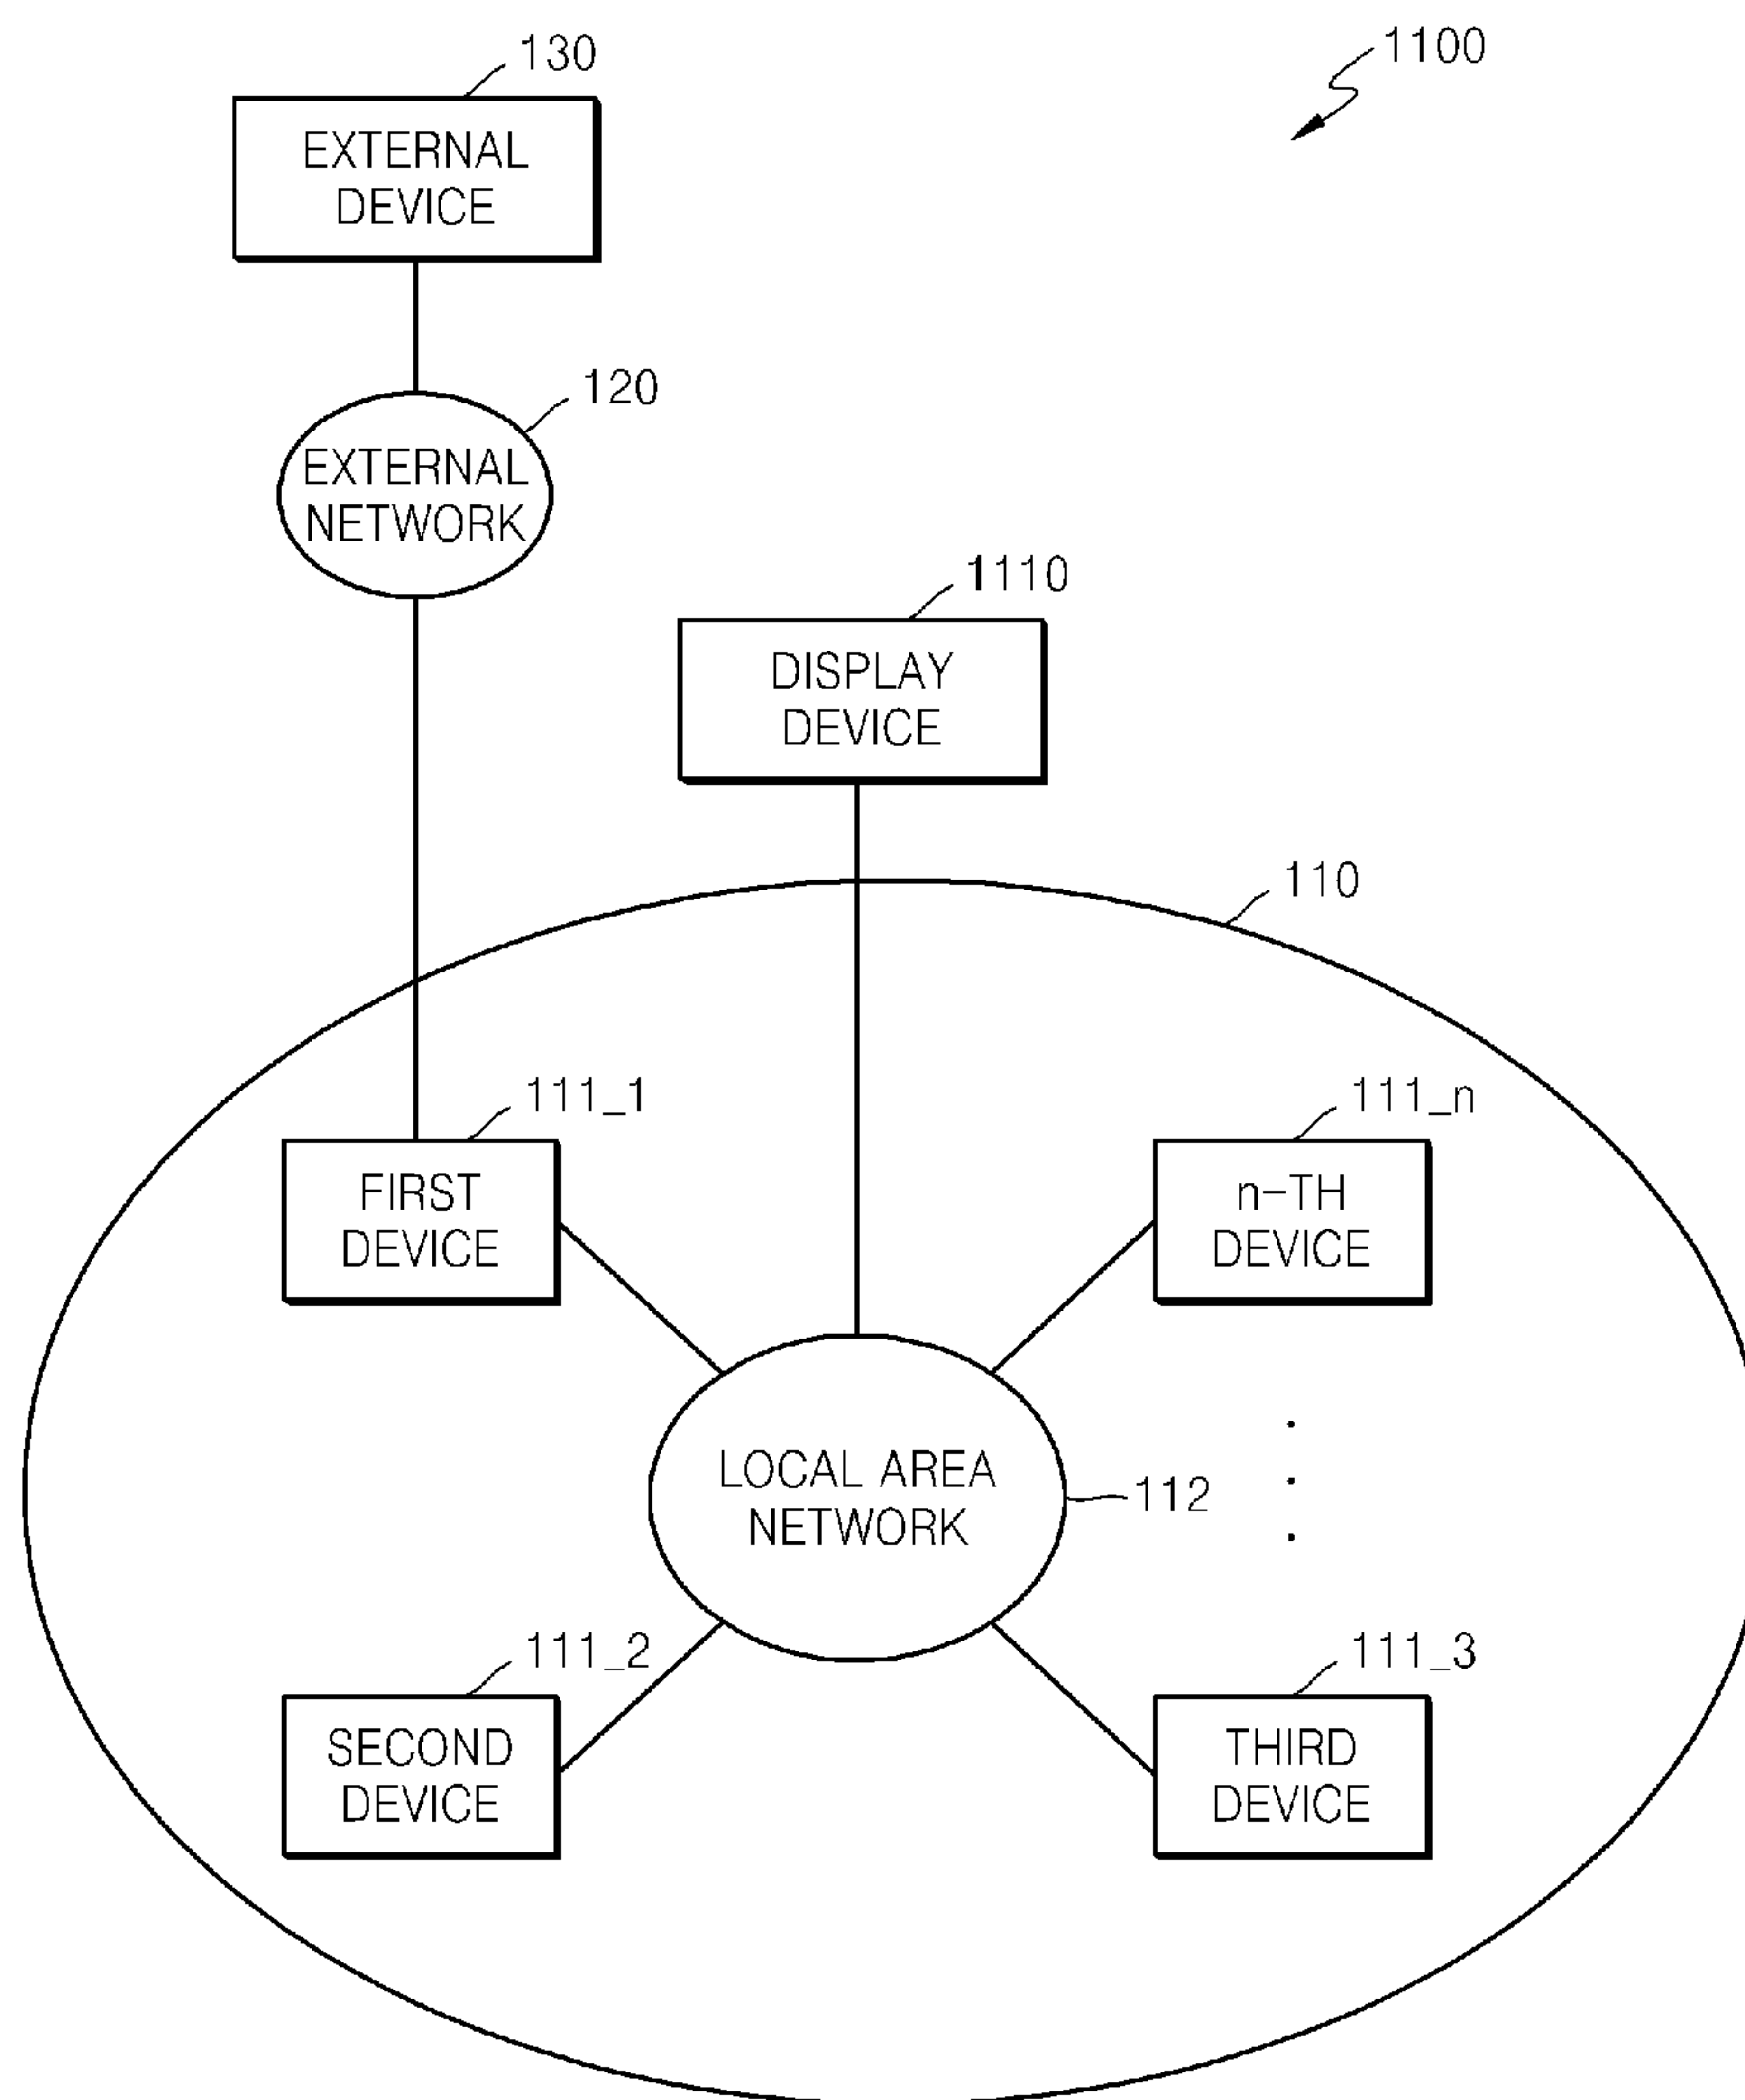 130
1100
EXTERNAL
DEVICE
120
EXTERNAL
NETWORK
1110
DISPLAY
DEVICE
110
111_1
111_n
FIRST
DEVICE
n-TH
DEVICE
LOCAL AREA
NETWORK
112
111_2
111_3
SECOND
DEVICE
THIRD
DEVICE